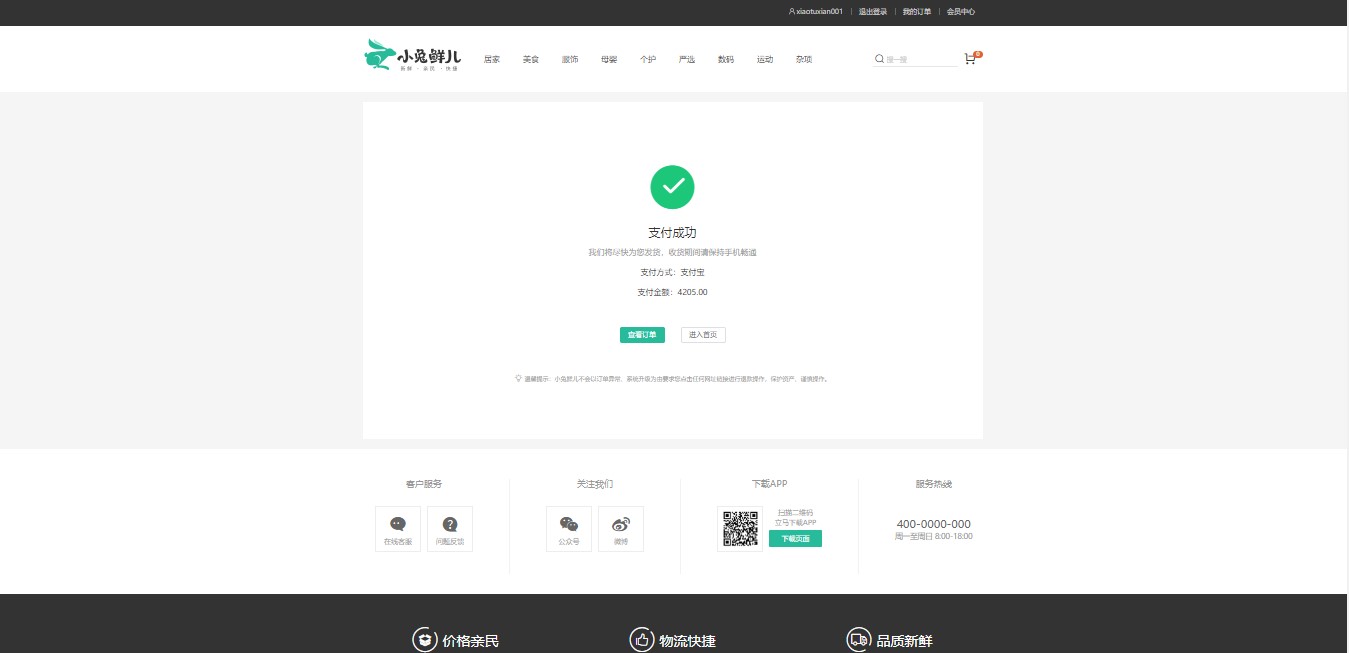 xiaotuxian001 退出登录 我的订单 会员中心
小兔鲜儿
新鲜 · 亲民 · 快捷
居家 美食 服饰 母婴 个护 严选 数码 运动 杂项
搜一搜
0
支付成功
我们将尽快为您发货，收货期间请保持手机畅通
支付方式：支付宝
支付金额：4205.00
查看订单 进入首页
温馨提示：小兔鲜儿不会以订单异常、系统升级为由要求您点击任何网址链接进行退款操作，保护资产、谨慎操作。
客户服务 关注我们 下载APP 服务热线
在线客服 问题反馈
公众号 微博
扫描二维码
立马下载APP
下载页面
400-0000-000
周一至周日 8:00-18:00
价格亲民 物流快捷 品质新鲜